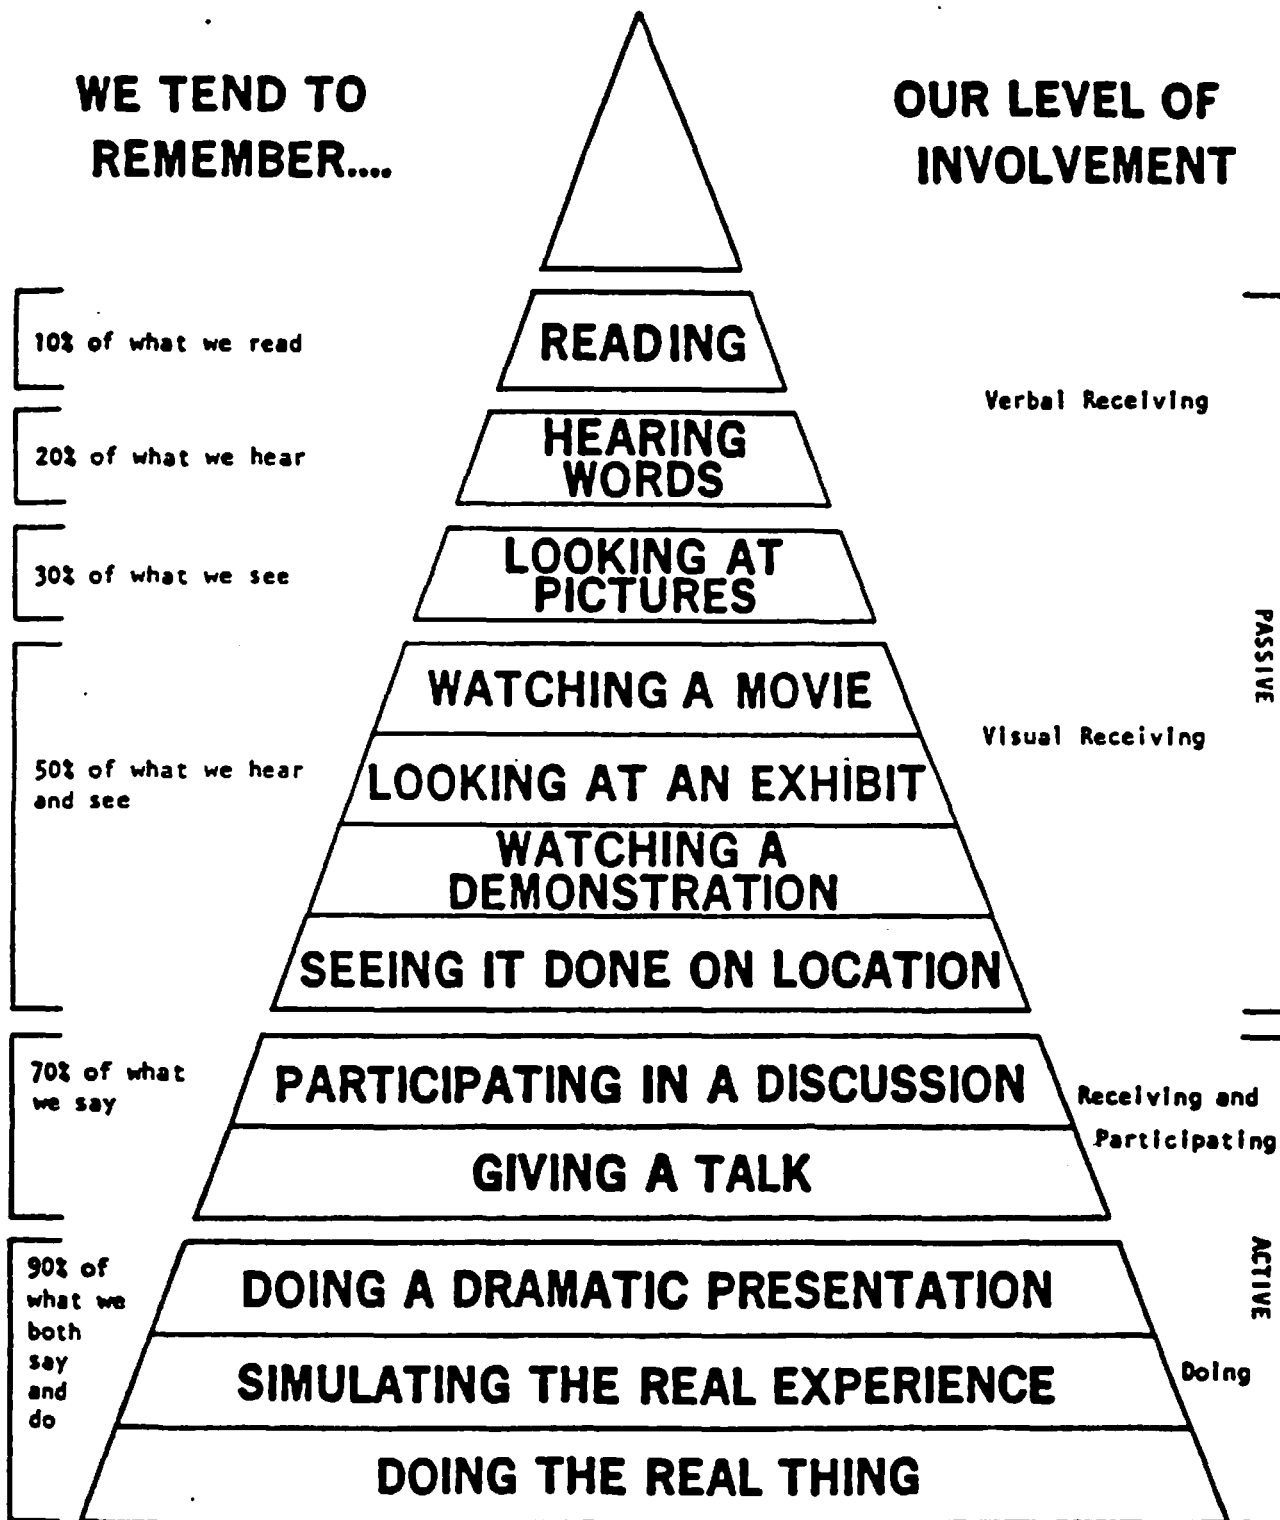 WE TEND TO
REMEMBER....
OUR LEVEL OF
INVOLVEMENT
10% of what we read
READING
Verbal Receiving
20% of what we hear
HEARING
WORDS
30% of what we see
LOOKING AT
PICTURES
PASSIVE
50% of what we hear
and see
WATCHING A MOVIE
LOOKING AT AN EXHIBIT
WATCHING A
DEMONSTRATION
SEEING IT DONE ON LOCATION
Visual Receiving
70% of what
we say
PARTICIPATING IN A DISCUSSION
GIVING A TALK
Receiving and
Participating
ACTIVE
90% of
what we
both
say
and
do
DOING A DRAMATIC PRESENTATION
SIMULATING THE REAL EXPERIENCE
DOING THE REAL THING
Doing